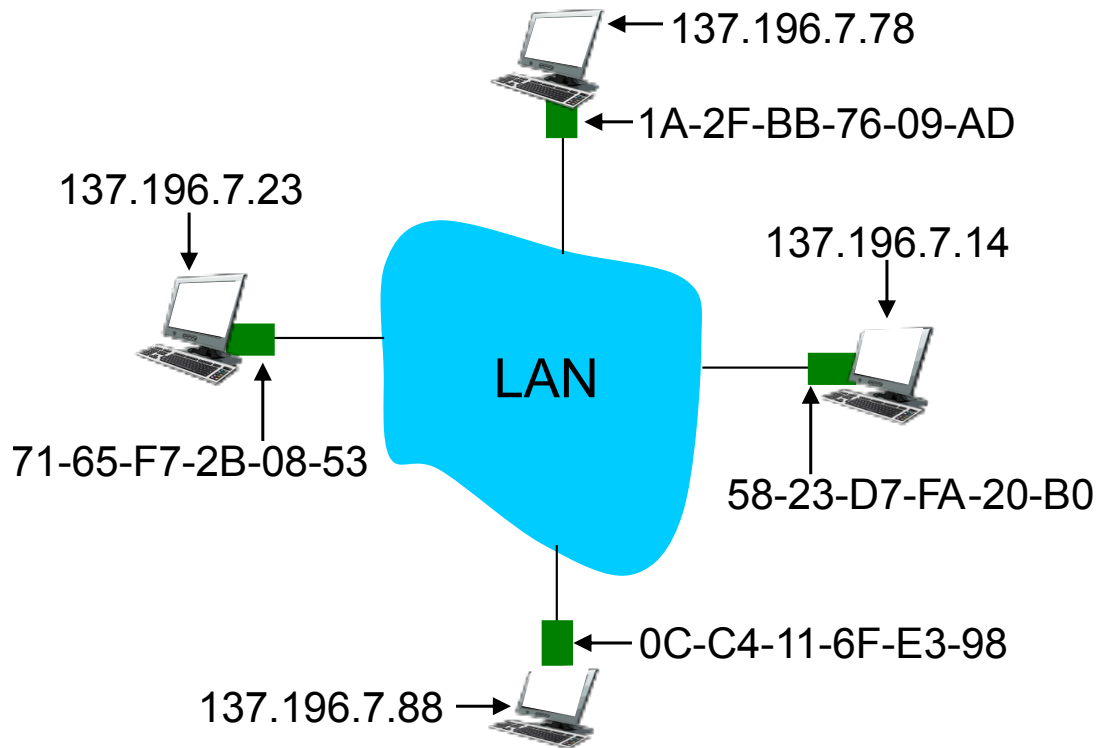 137.196.7.78
1A-2F-BB-76-09-AD
137.196.7.23
137.196.7.14
LAN
71-65-F7-2B-08-53
58-23-D7-FA-20-B0
0C-C4-11-6F-E3-98
137.196.7.88